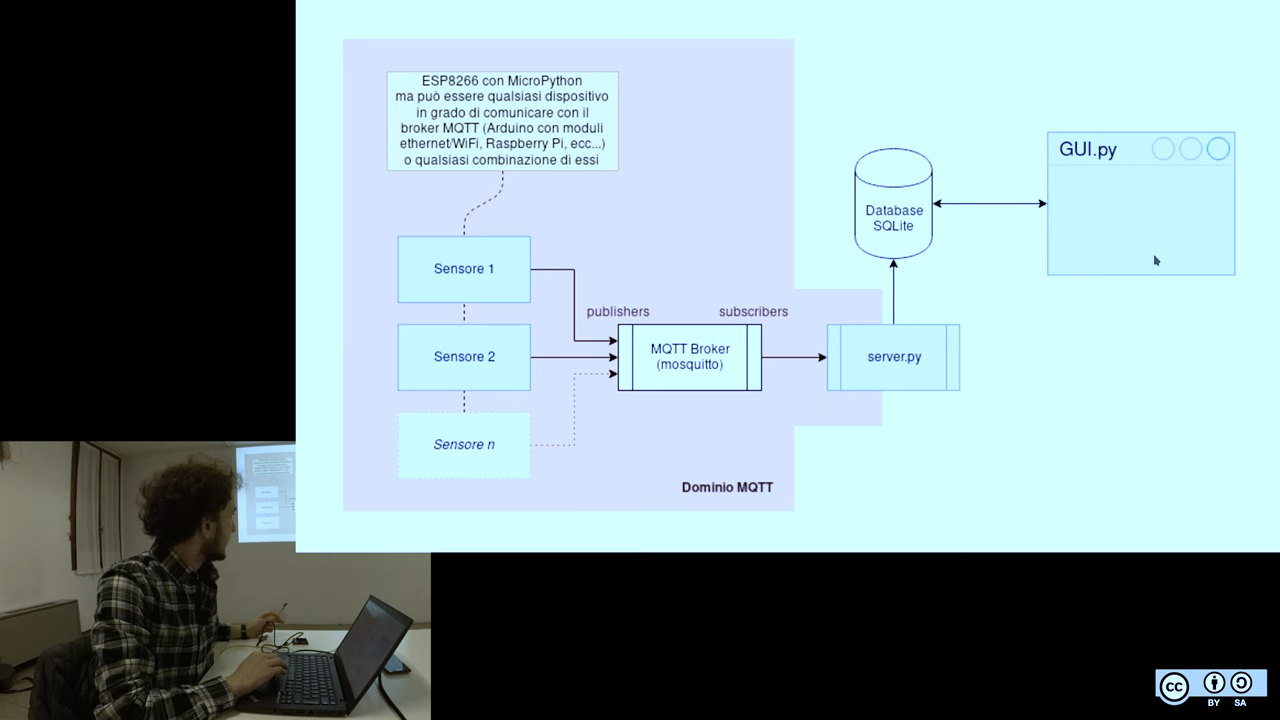 ESP8266 con MicroPython
ma può essere qualsiasi dispositivo
in grado di comunicare con il
broker MQTT (Arduino con moduli
ethernet/WiFi, Raspberry Pi, ecc...)
o qualsiasi combinazione di essi
GUI.py
Database
SQLite
Sensore 1
publishers
subscribers
Sensore 2
MQTT Broker
(mosquitto)
server.py
Sensore n
Dominio MQTT
cc
BY SA